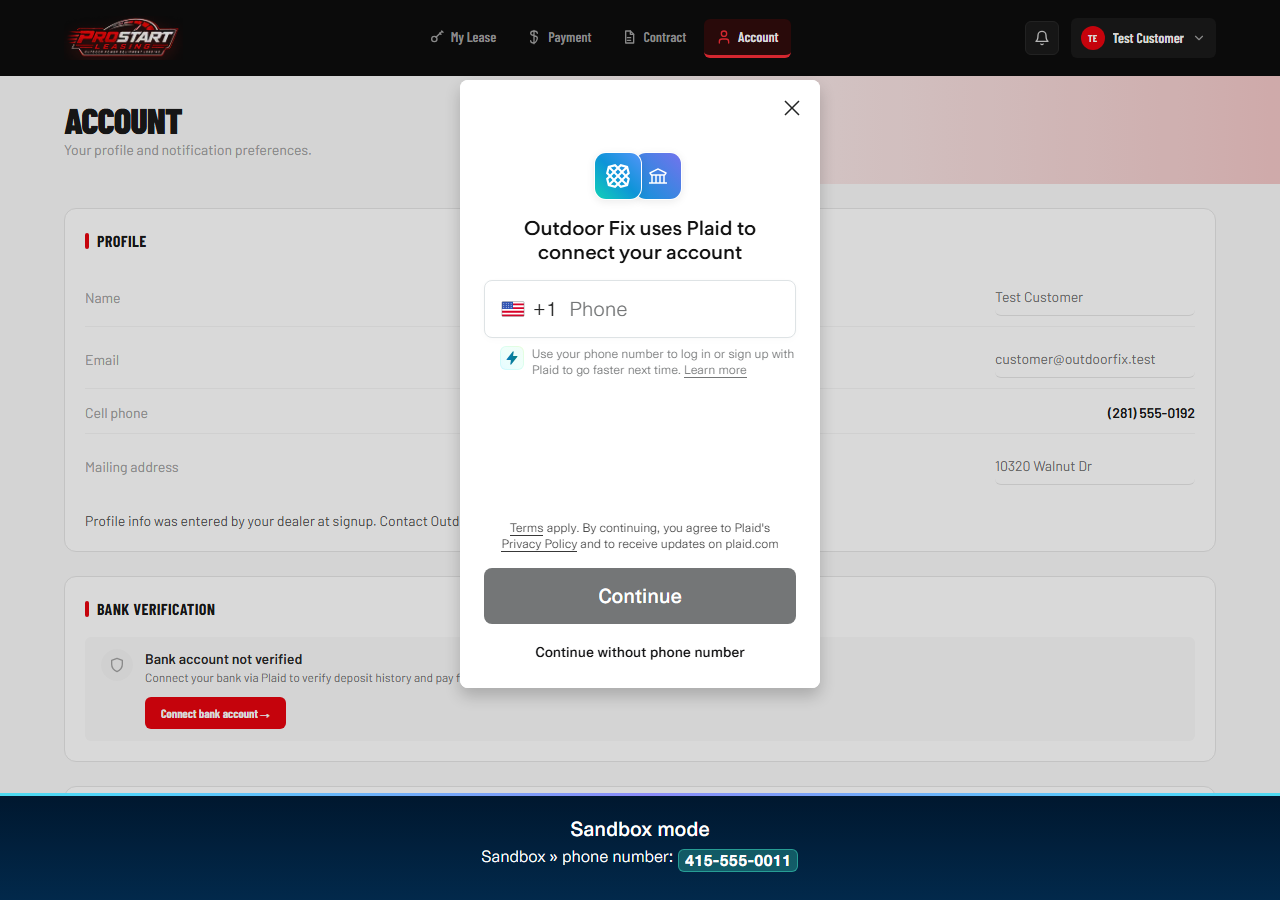 PROSTART
LEASING
My Lease
Payment
Contract
Account
TE
Test Customer
ACCOUNT
Your profile and notification preferences.
PROFILE
Name
Test Customer
Email
customer@outdoorfix.test
Cell phone
(281) 555-0192
Mailing address
10320 Walnut Dr
Profile info was entered by your dealer at signup. Contact Outd
BANK VERIFICATION
Bank account not verified
Connect your bank via Plaid to verify deposit history and pay f
Connect bank account→
Outdoor Fix uses Plaid to
connect your account
+1 Phone
Use your phone number to log in or sign up with
Plaid to go faster next time. Learn more
Terms apply. By continuing, you agree to Plaid's
Privacy Policy and to receive updates on plaid.com
Continue
Continue without phone number
Sandbox mode
Sandbox » phone number: 415-555-0011